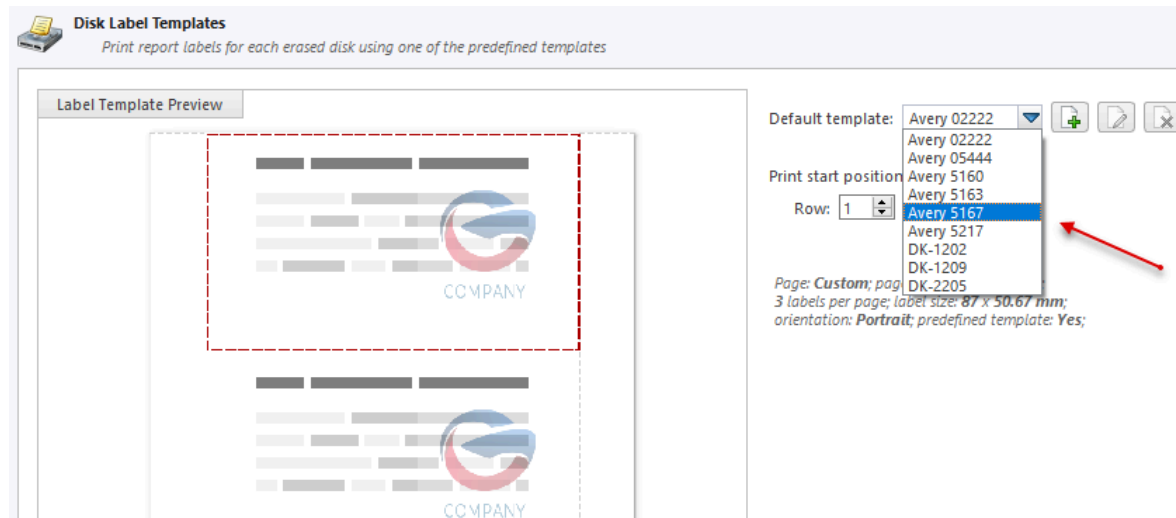 Disk Label Templates
Print report labels for each erased disk using one of the predefined templates
Label Template Preview
Default template: Avery 02222
Avery 02222
Avery 05444
Print start position Avery 5160
Avery 5163
Row: 1
Avery 5167
Avery 5217
DK-1202
DK-1209
DK-2205
Page: Custom;
3 labels per page; label size: 87 x 50.67 mm;
orientation: Portrait; predefined template: Yes;
COMPANY
COMPANY